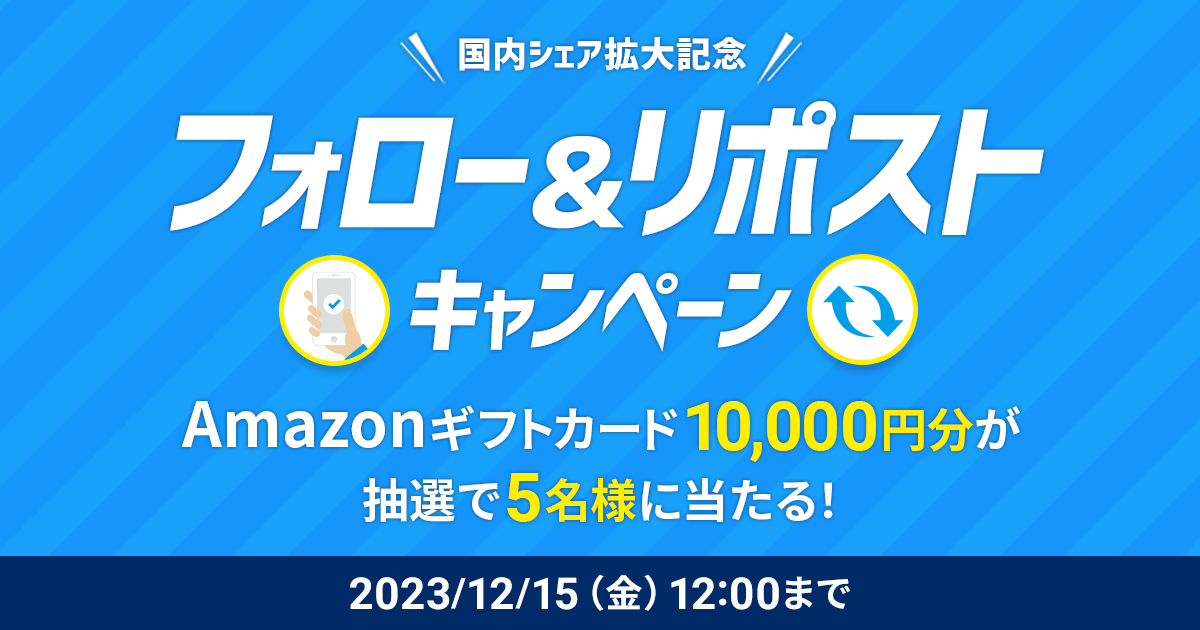 国内シェア拡大記念
フォロー&リポスト
キャンペーン
Amazonギフトカード10,000円分が
抽選で5名様に当たる!
2023/12/15（金）12:00まで